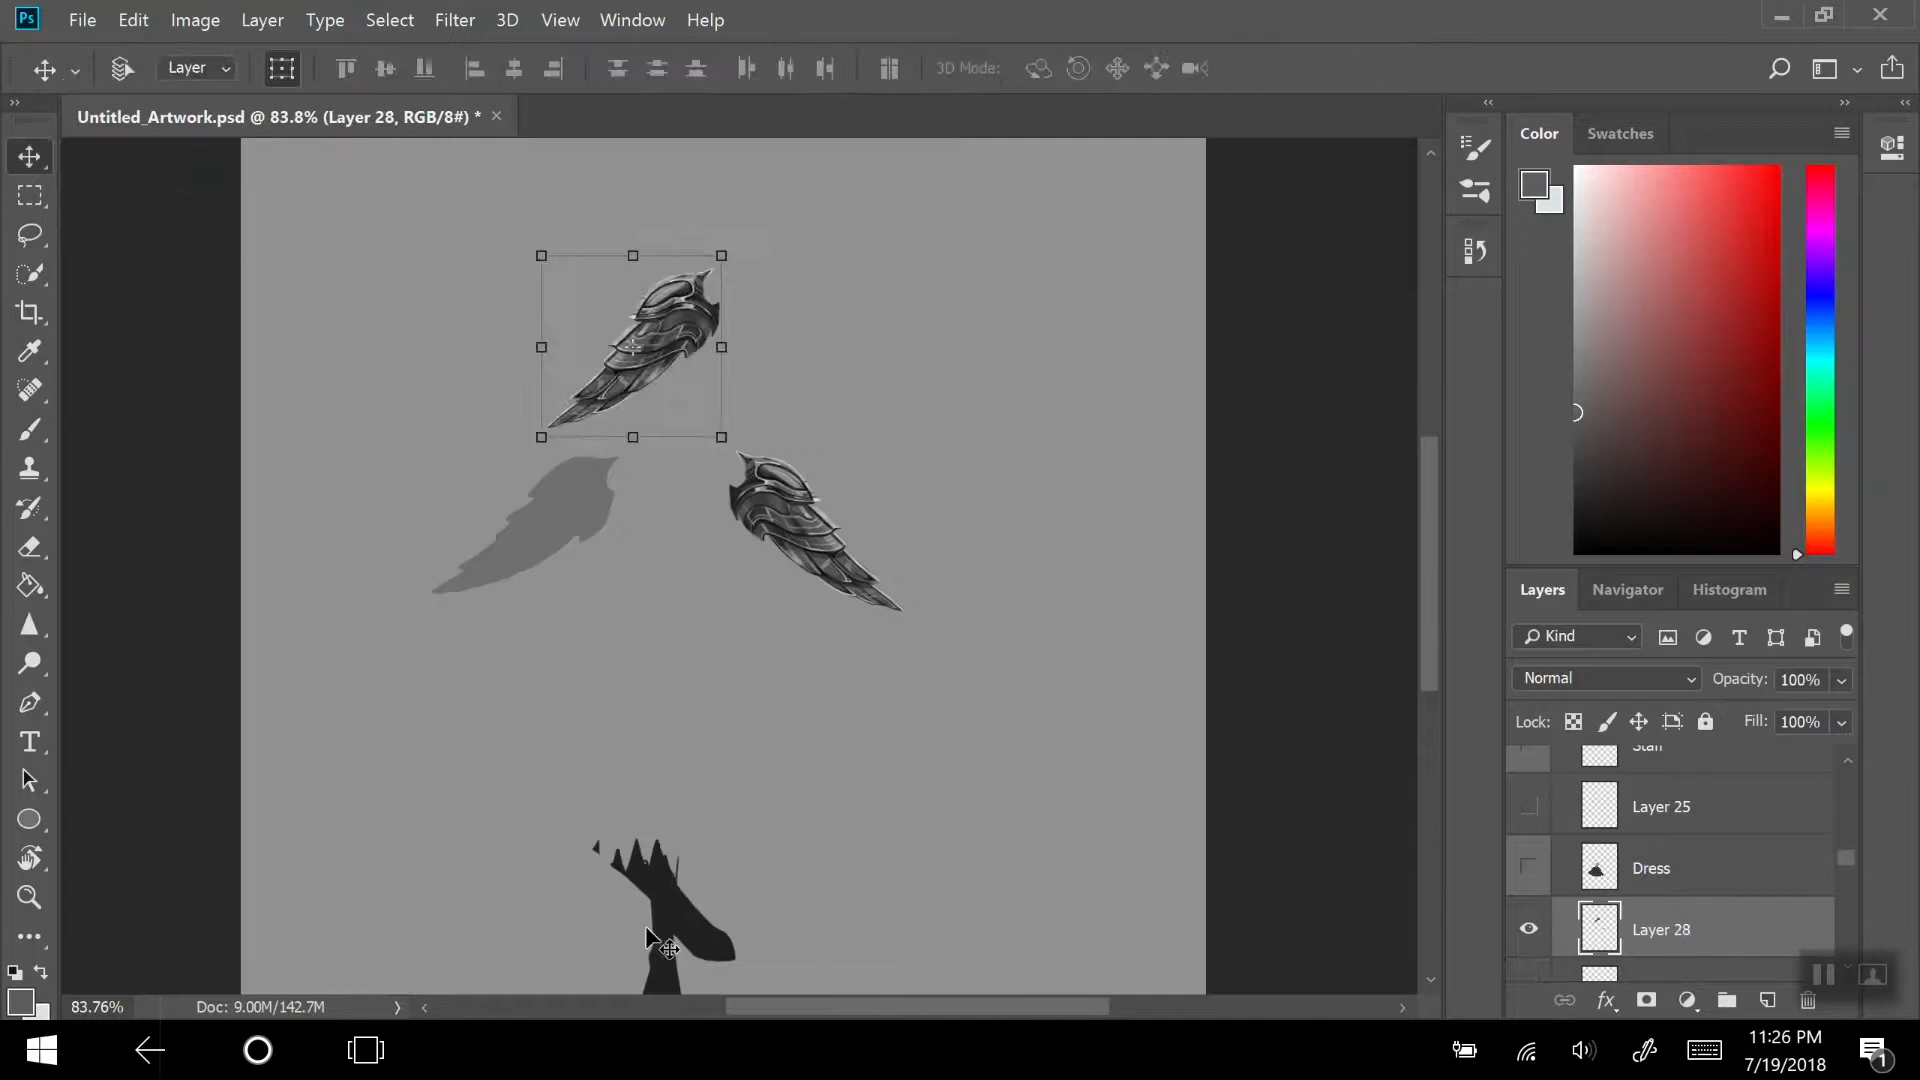 Ps File Edit Image Layer Type Select Filter 3D View Window Help
Layer 3D Mode:
Untitled_Artwork.psd @ 83.8% (Layer 28, RGB/8#) *
Color Swatches
Layers Navigator Histogram
Kind
Normal Opacity: 100%
Lock: Fill: 100%
Layer 25
Dress
Layer 28
fx
83.76% Doc: 9.00M/142.7M
11:26 PM
7/19/2018
1